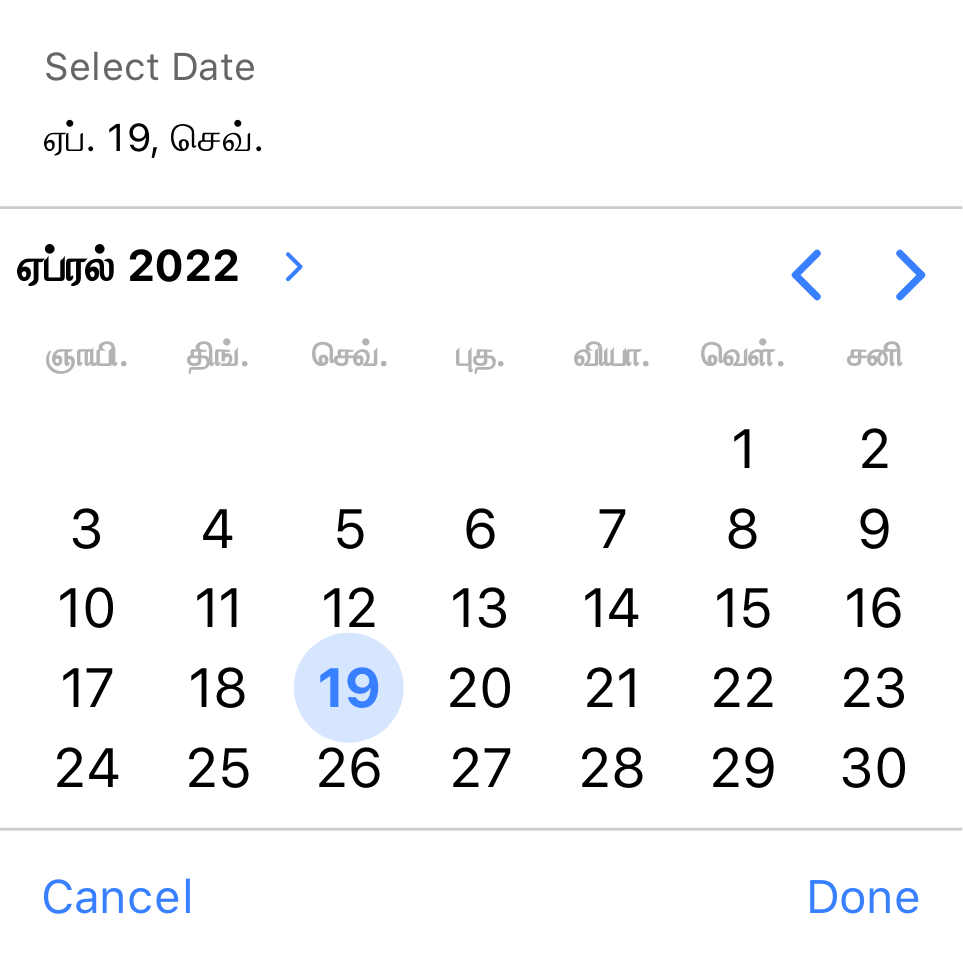 Select Date
ஏப். 19, செவ்.
ஏப்ரல் 2022
ஞாயி. திங். செவ். புத. வியா. வெள். சனி
1 2
3 4 5 6 7 8 9
10 11 12 13 14 15 16
17 18 19 20 21 22 23
24 25 26 27 28 29 30
Cancel Done